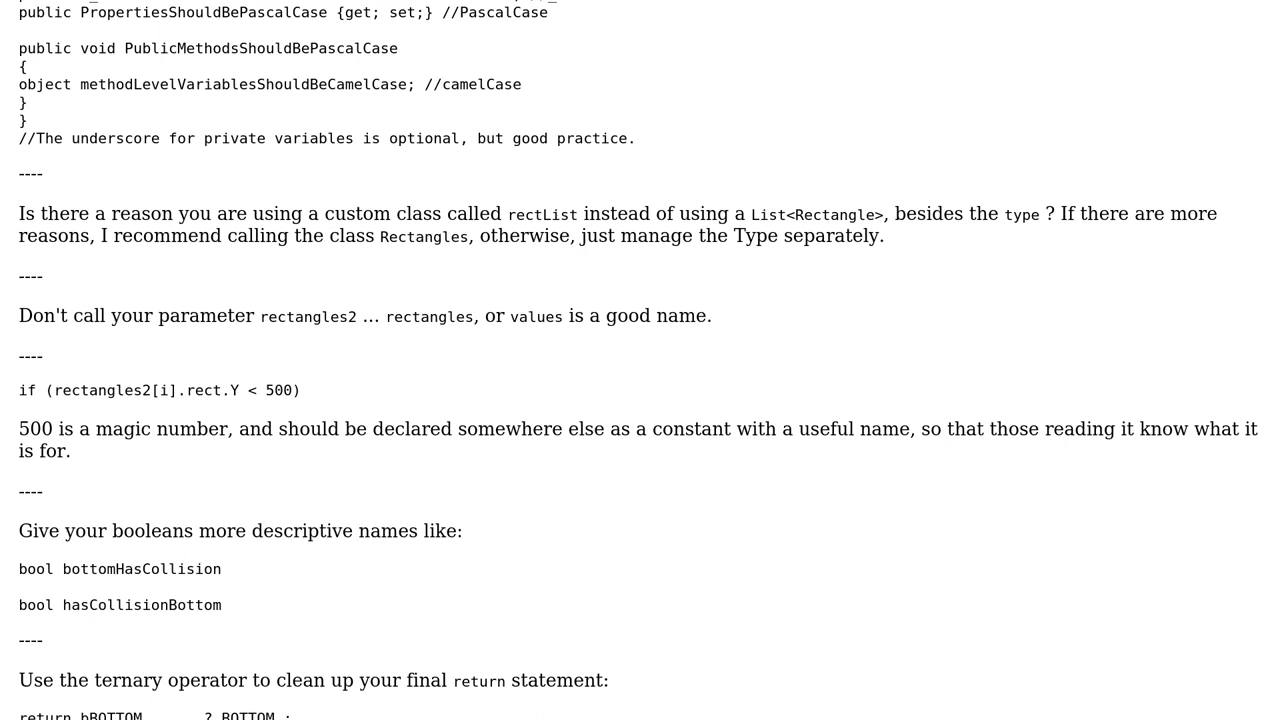 public PropertiesShouldBePascalCase {get; set;} //PascalCase
public void PublicMethodsShouldBePascalCase
{
object methodLevelVariablesShouldBeCamelCase; //camelCase
}
}
//The underscore for private variables is optional, but good practice.
----
Is there a reason you are using a custom class called rectList instead of using a List<Rectangle>, besides the type ? If there are more
reasons, I recommend calling the class Rectangles, otherwise, just manage the Type separately.
----
Don't call your parameter rectangles2 ... rectangles, or values is a good name.
----
if (rectangles2[i].rect.Y < 500)
500 is a magic number, and should be declared somewhere else as a constant with a useful name, so that those reading it know what it
is for.
----
Give your booleans more descriptive names like:
bool bottomHasCollision
bool hasCollisionBottom
----
Use the ternary operator to clean up your final return statement:
return bBOTTOM ? BOTTOM :